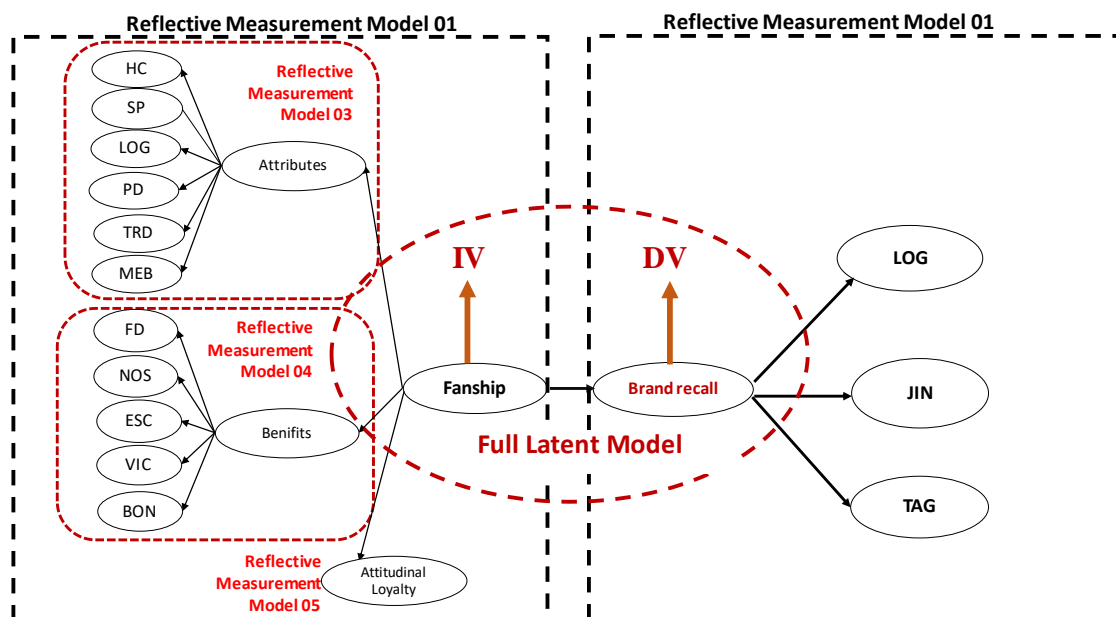 Reflective Measurement Model 01
Reflective Measurement Model 01
HC
SP
LOG
PD
TRD
MEB
Reflective
Measurement
Model 03
Attributes
FD
NOS
ESC
VIC
BON
Reflective
Measurement
Model 04
Benifits
Reflective
Measurement
Model 05
Attitudinal
Loyalty
IV
DV
Fanship
Brand recall
Full Latent Model
LOG
JIN
TAG